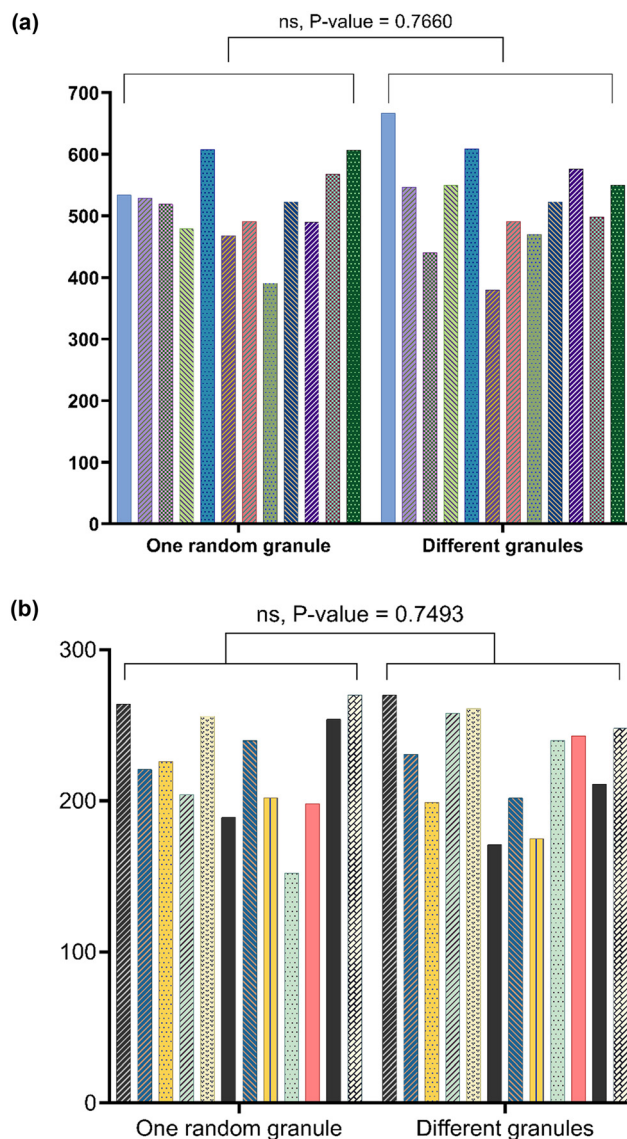 (a)
ns, P-value = 0.7660
700
600
500
400
300
200
100
0
One random granule Different granules
(b)
ns, P-value = 0.7493
300
200
100
0
One random granule Different granules